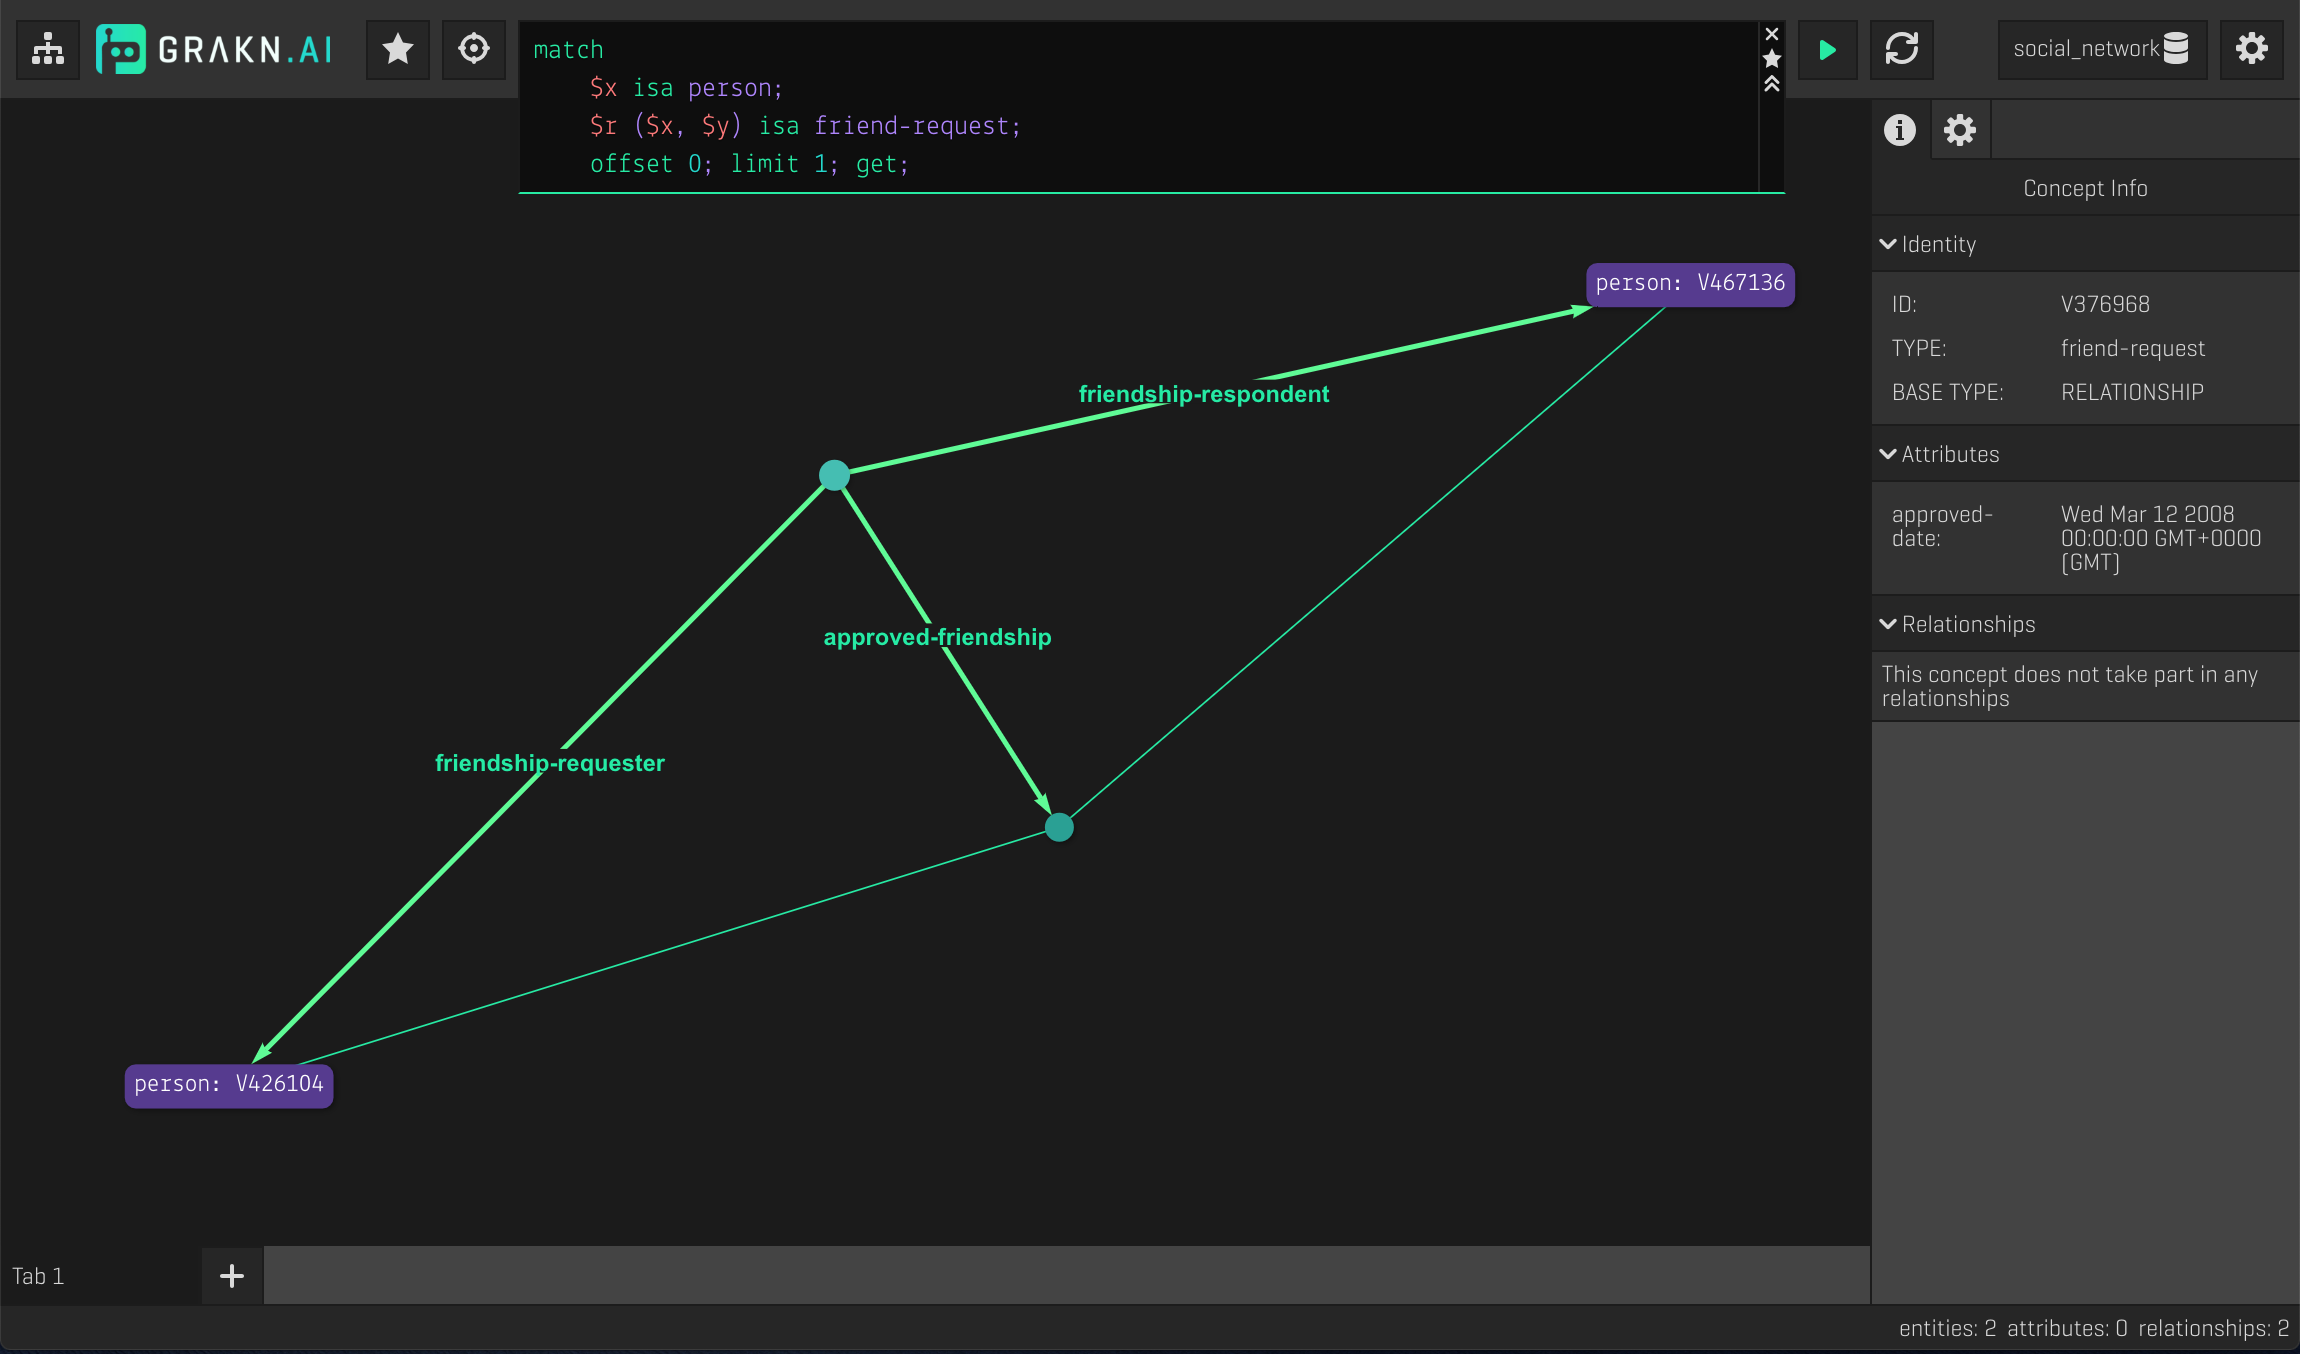 GRAKN.AI
match
$x isa person;
$r ($x, $y) isa friend-request;
offset 0; limit 1; get;
social_network
Concept Info
Identity
ID: V376968
TYPE: friend-request
BASE TYPE: RELATIONSHIP
Attributes
approved-
date:
Wed Mar 12 2008
00:00:00 GMT+0000
(GMT)
Relationships
This concept does not take part in any
relationships
person: V467136
friendship-respondent
approved-friendship
friendship-requester
person: V426104
Tab 1
entities: 2 attributes: 0 relationships: 2